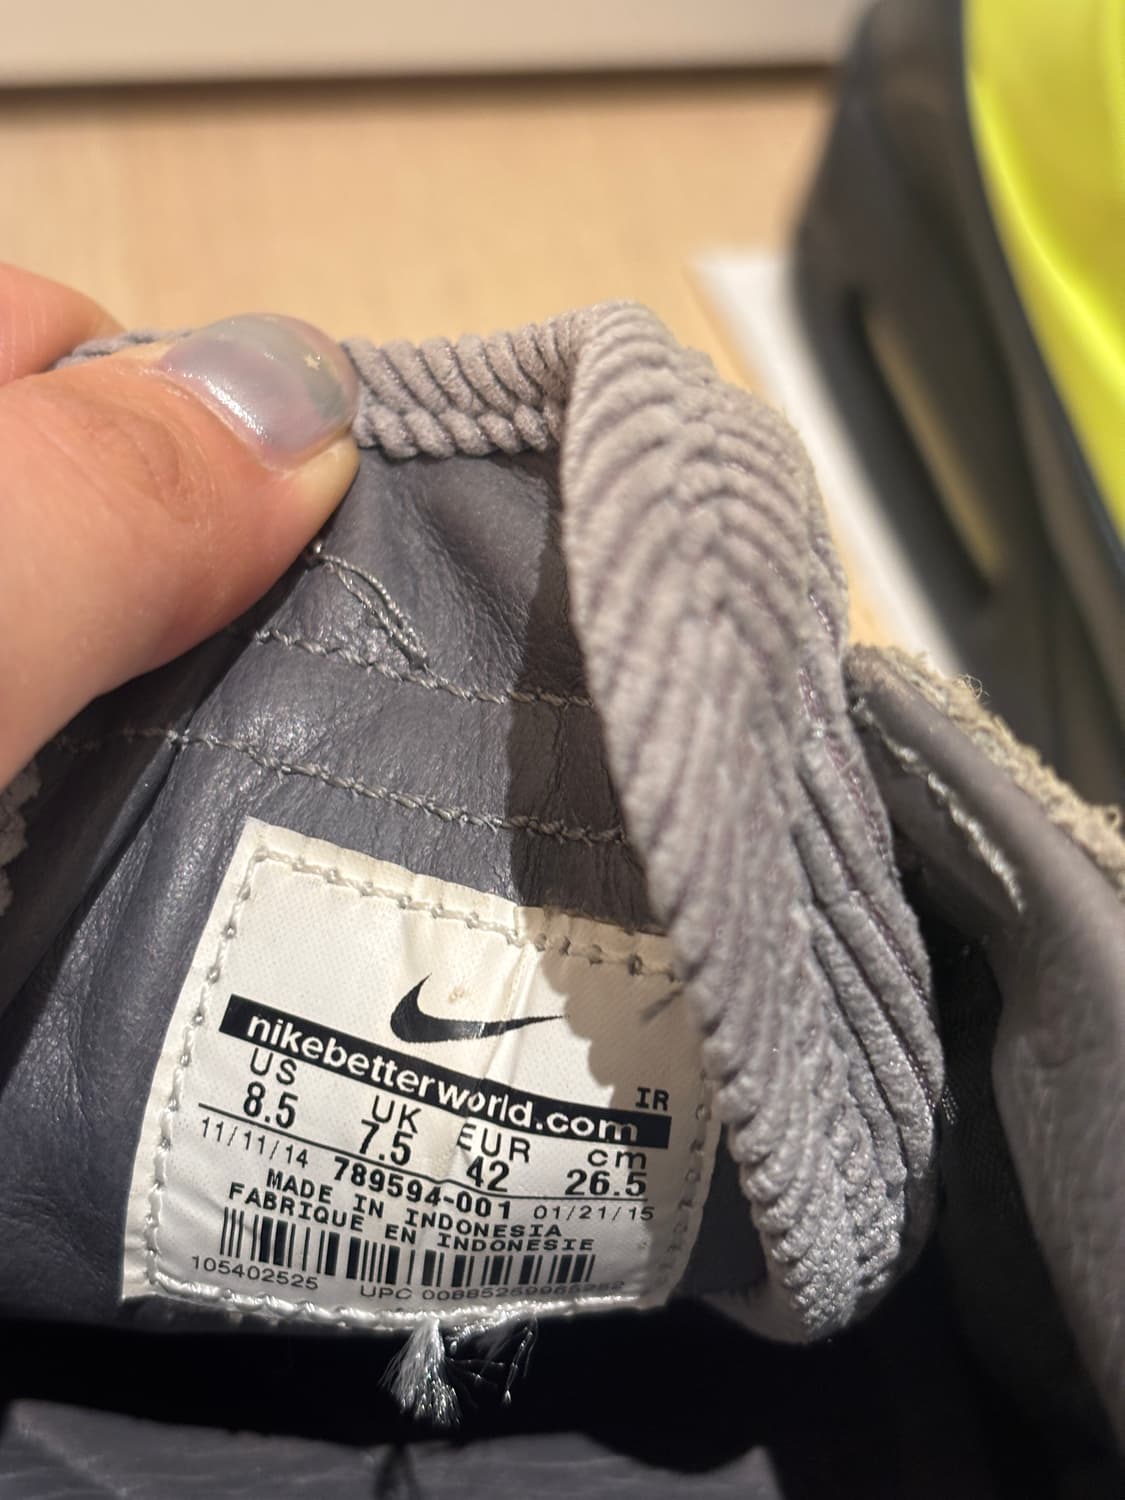 nikebetterworld.com
IR
US UK EUR cm
8.5 7.5 42 26.5
11/11/14 789594-001 01/21/15
MADE IN INDONESIA
FABRIQUE EN INDONESIE
105402525 UPC